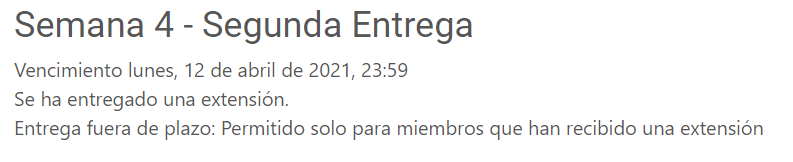 Semana 4 - Segunda Entrega
Vencimiento lunes, 12 de abril de 2021, 23:59
Se ha entregado una extensión.
Entrega fuera de plazo: Permitido solo para miembros que han recibido una extensión